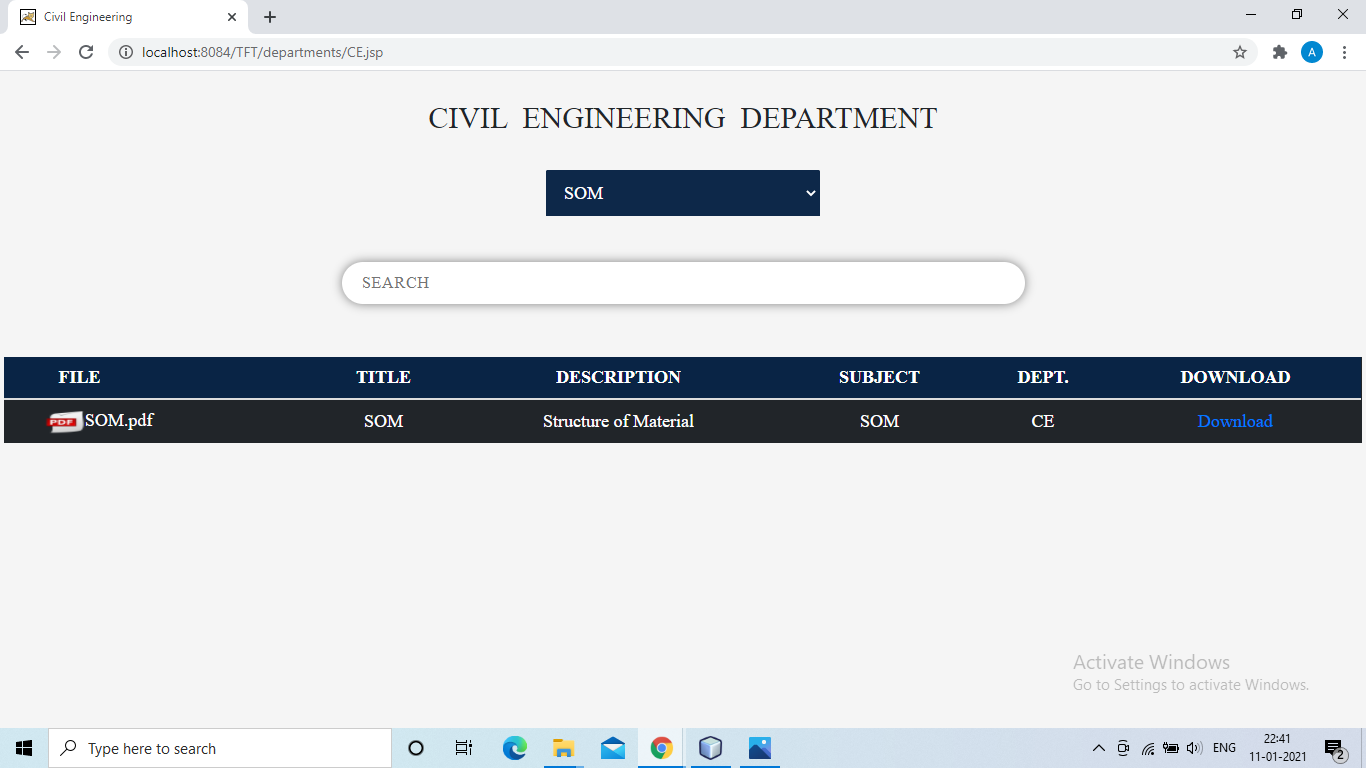 Civil Engineering
localhost:8084/TFT/departments/CE.jsp
A
CIVIL ENGINEERING DEPARTMENT
SOM
SEARCH
FILE TITLE DESCRIPTION SUBJECT DEPT. DOWNLOAD
PDF SOM.pdf SOM Structure of Material SOM CE Download
Activate Windows
Go to Settings to activate Windows.
Type here to search
ENG
22:41
11-01-2021
2